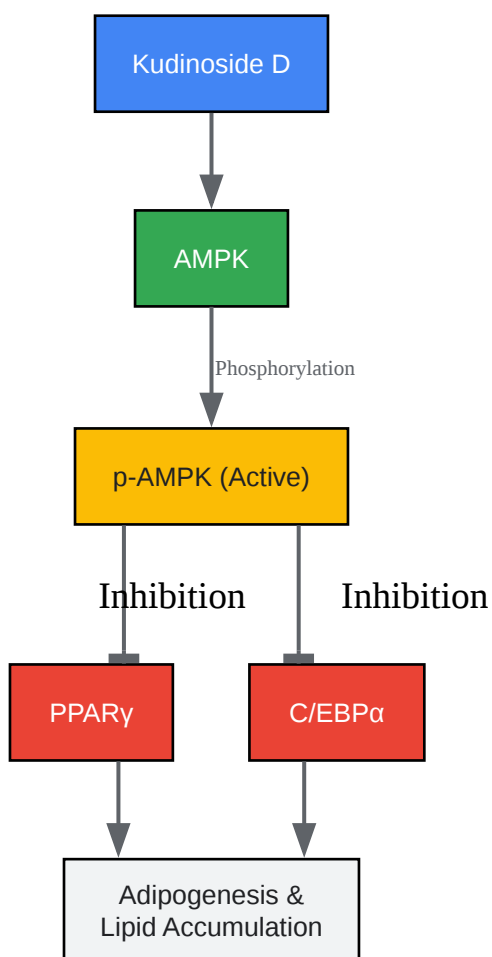 Kudinoside D
AMPK
Phosphorylation
p-AMPK (Active)
Inhibition
Inhibition
PPARγ
C/EBPα
Adipogenesis &
Lipid Accumulation